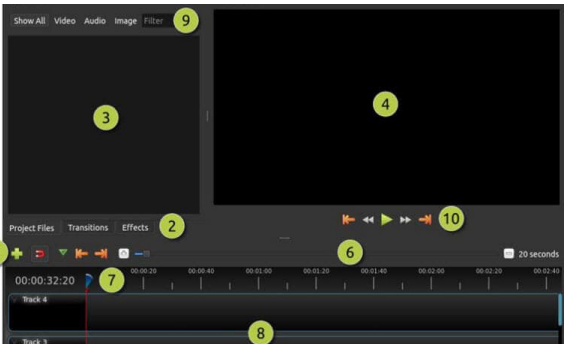 Show All Video Audio Image Filter 9
3
4
Project Files Transitions Effects 2
10
6 20 seconds
00:00:32:20 7 00:00:20 00:00:40 00:01:00 00:01:20 00:01:40 00:02:00 00:02:20 00:02:40
Track 4
8
Track 3